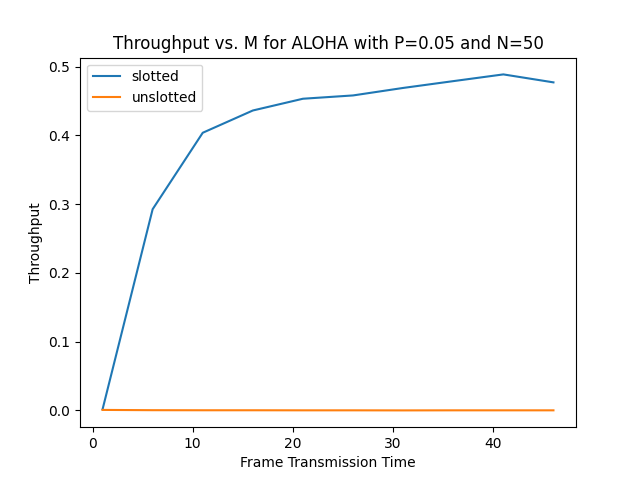 Throughput vs. M for ALOHA with P=0.05 and N=50
slotted
unslotted
0.5
0.4
0.3
0.2
0.1
0.0
Throughput
0 10 20 30 40
Frame Transmission Time